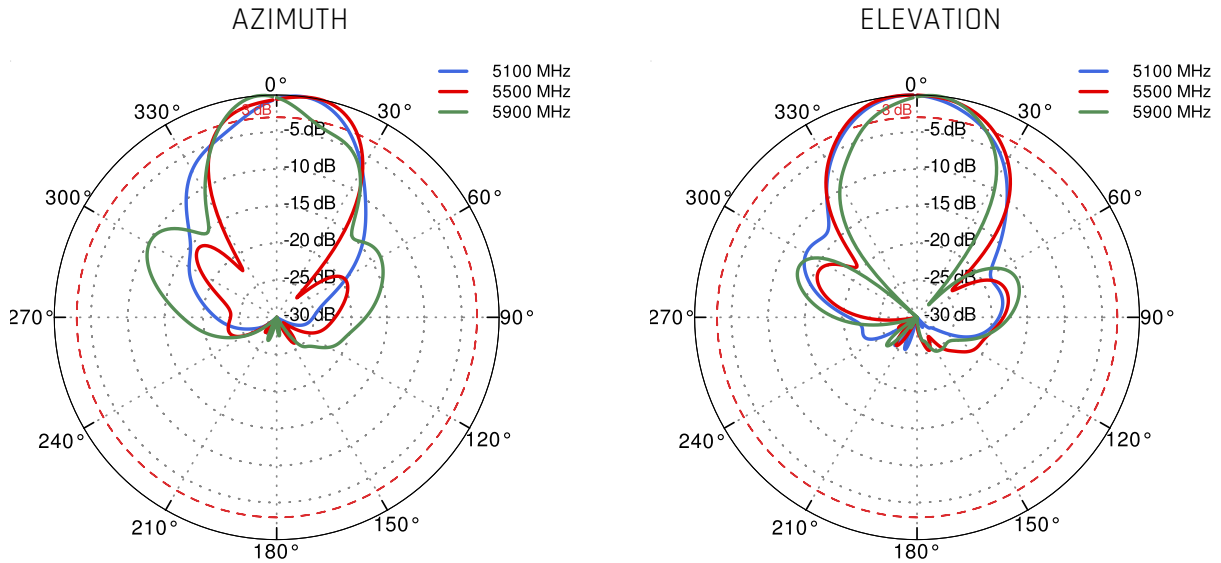 AZIMUTH
5100 MHz
5500 MHz
5900 MHz
0°
30°
60°
90°
120°
150°
180°
210°
240°
270°
300°
330°
-3 dB
-5 dB
-10 dB
-15 dB
-20 dB
-25 dB
-30 dB
ELEVATION
5100 MHz
5500 MHz
5900 MHz
0°
30°
60°
90°
120°
150°
180°
210°
240°
270°
300°
330°
-3 dB
-5 dB
-10 dB
-15 dB
-20 dB
-25 dB
-30 dB